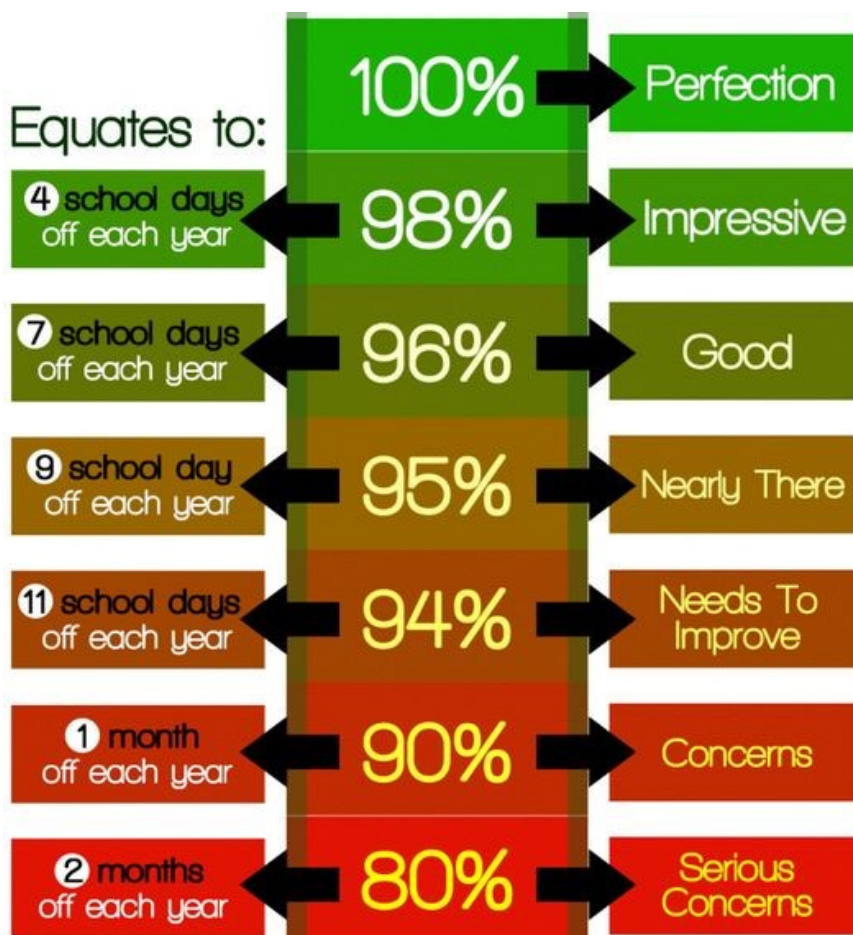 100%
Perfection
Equates to:
4 school days
off each year
98%
Impressive
7 school days
off each year
96%
Good
9 school day
off each year
95%
Nearly There
11 school days
off each year
94%
Needs To
Improve
1 month
off each year
90%
Concerns
2 months
off each year
80%
Serious
Concerns